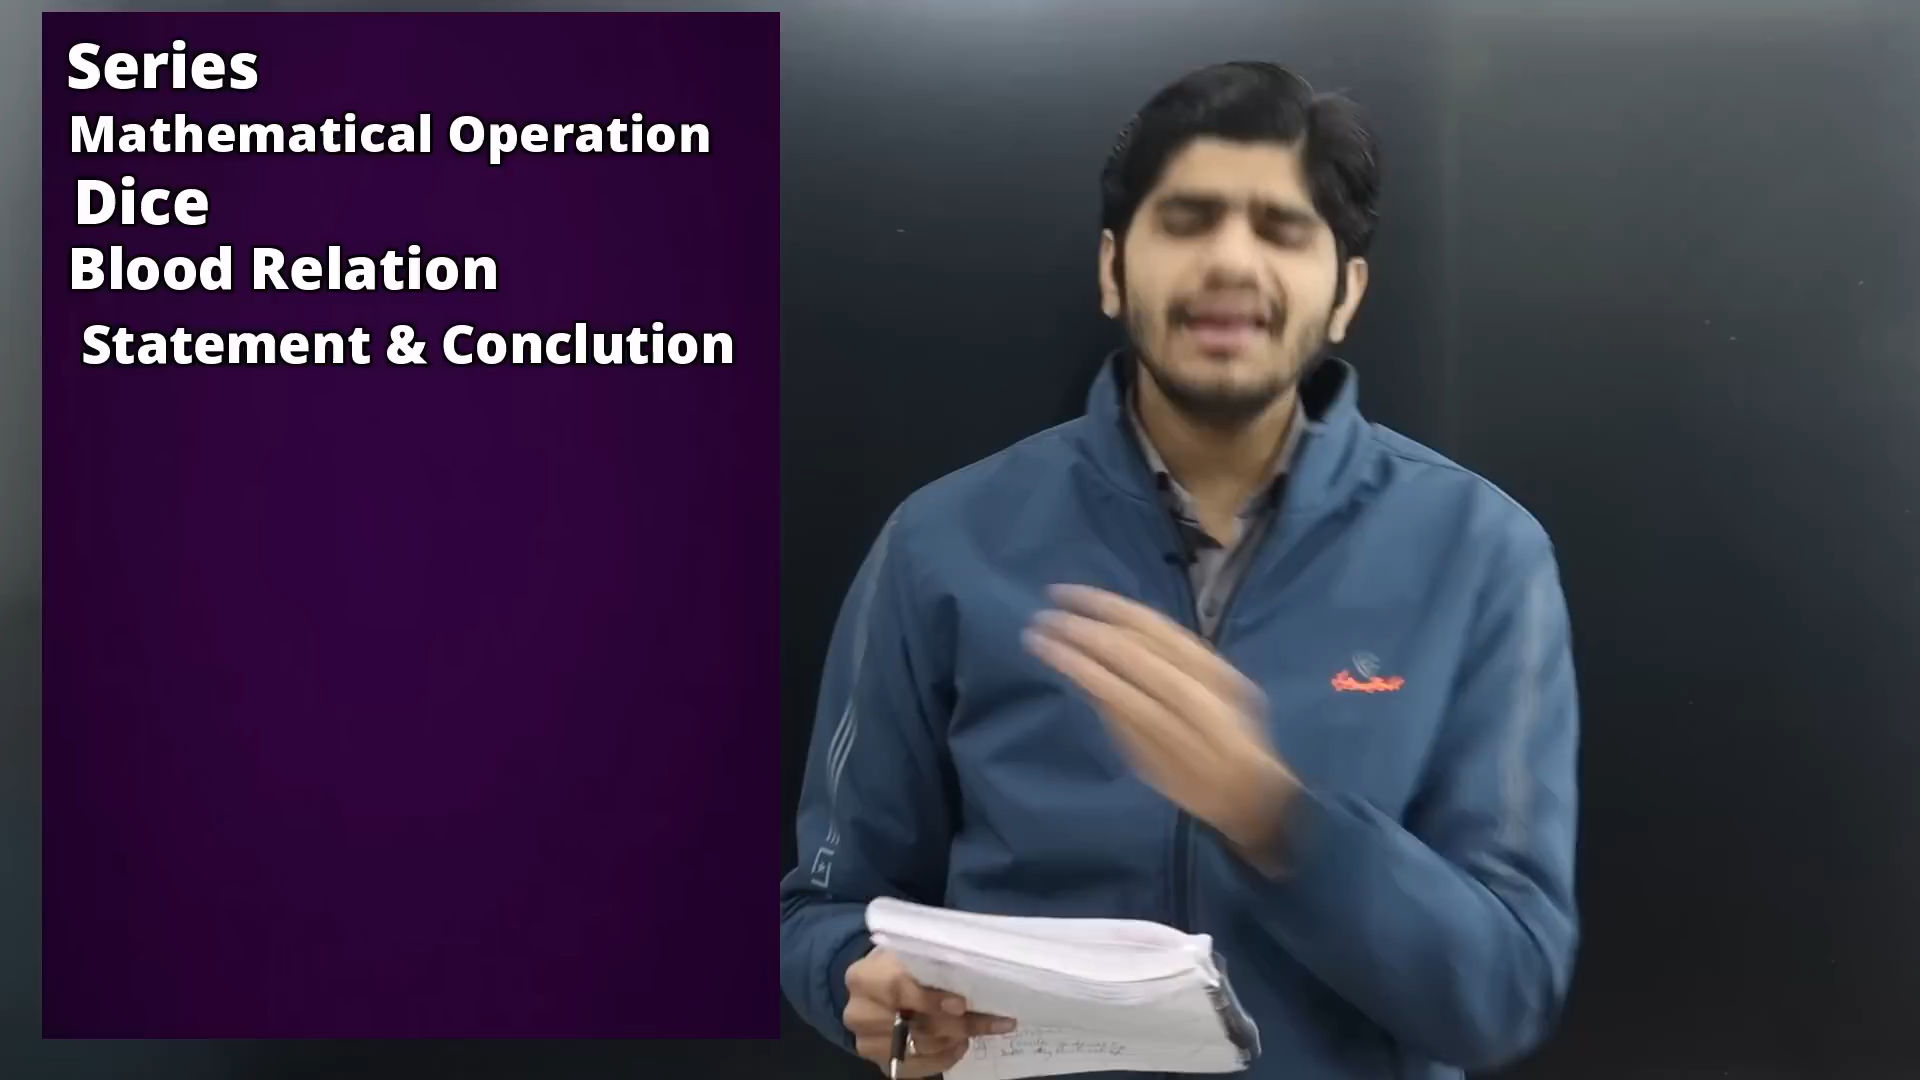 Series
Mathematical Operation
Dice
Blood Relation
Statement & Conclution